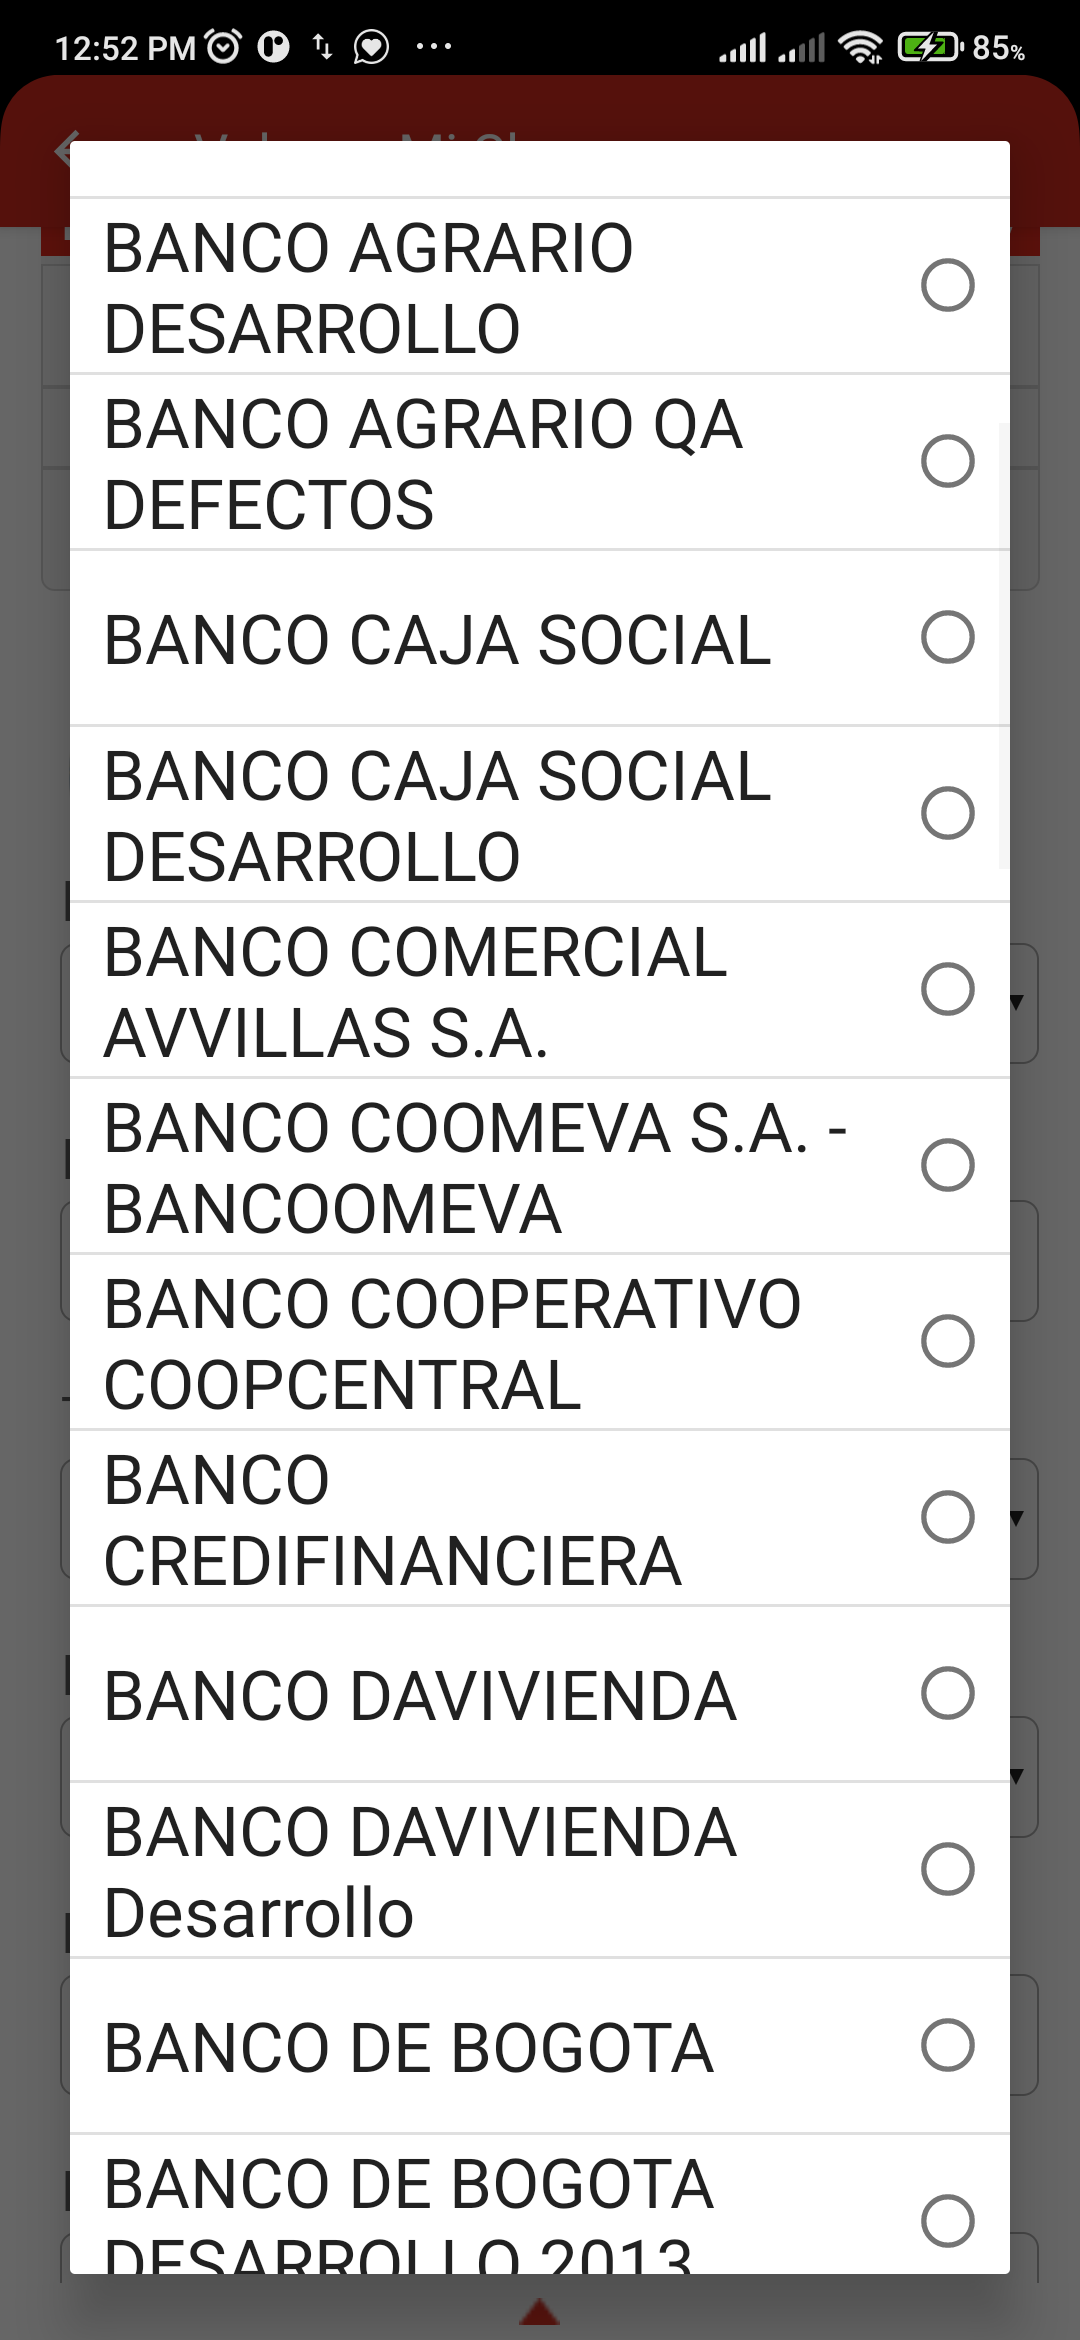 12:52 PM
85%
BANCO AGRARIO
DESARROLLO
BANCO AGRARIO QA
DEFECTOS
BANCO CAJA SOCIAL
BANCO CAJA SOCIAL
DESARROLLO
BANCO COMERCIAL
AVVILLAS S.A.
BANCO COOMEVA S.A. -
BANCOOMEVA
BANCO COOPERATIVO
COOPCENTRAL
BANCO
CREDIFINANCIERA
BANCO DAVIVIENDA
BANCO DAVIVIENDA
Desarrollo
BANCO DE BOGOTA
BANCO DE BOGOTA
DESARROLLO 2013